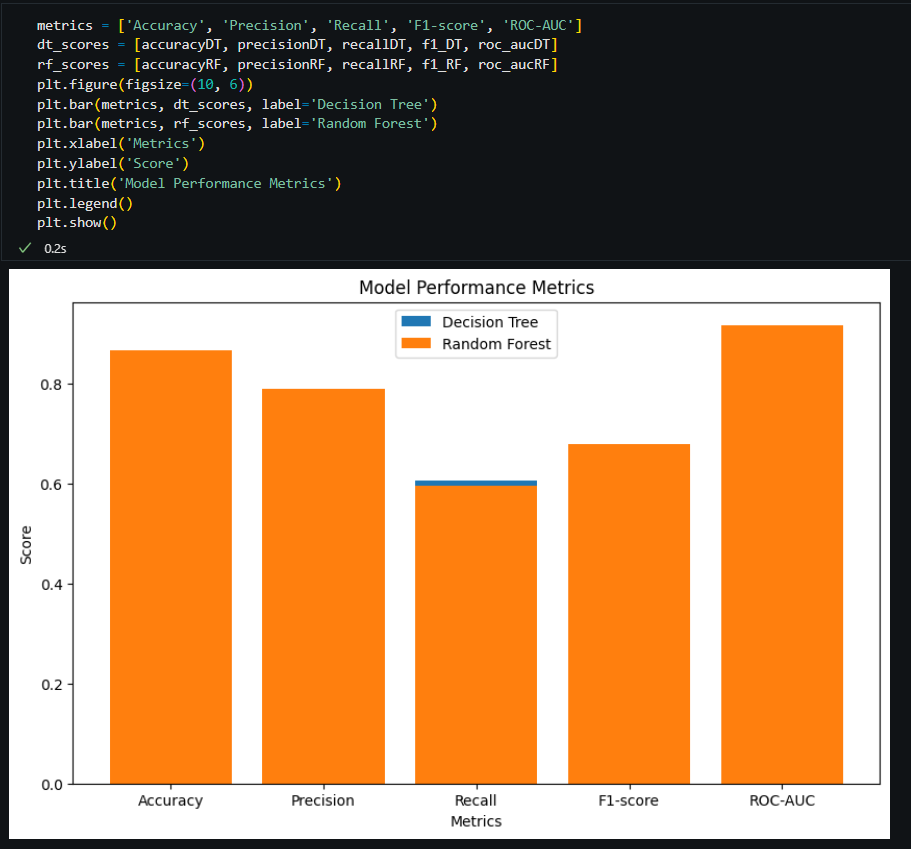 metrics = ['Accuracy', 'Precision', 'Recall', 'F1-score', 'ROC-AUC']
dt_scores = [accuracyDT, precisionDT, recallDT, f1_DT, roc_aucDT]
rf_scores = [accuracyRF, precisionRF, recallRF, f1_RF, roc_aucRF]
plt.figure(figsize=(10, 6))
plt.bar(metrics, dt_scores, label='Decision Tree')
plt.bar(metrics, rf_scores, label='Random Forest')
plt.xlabel('Metrics')
plt.ylabel('Score')
plt.title('Model Performance Metrics')
plt.legend()
plt.show()
0.2s
Model Performance Metrics
Decision Tree
Random Forest
0.8
0.6
0.4
0.2
0.0
Score
Accuracy Precision Recall F1-score ROC-AUC
Metrics